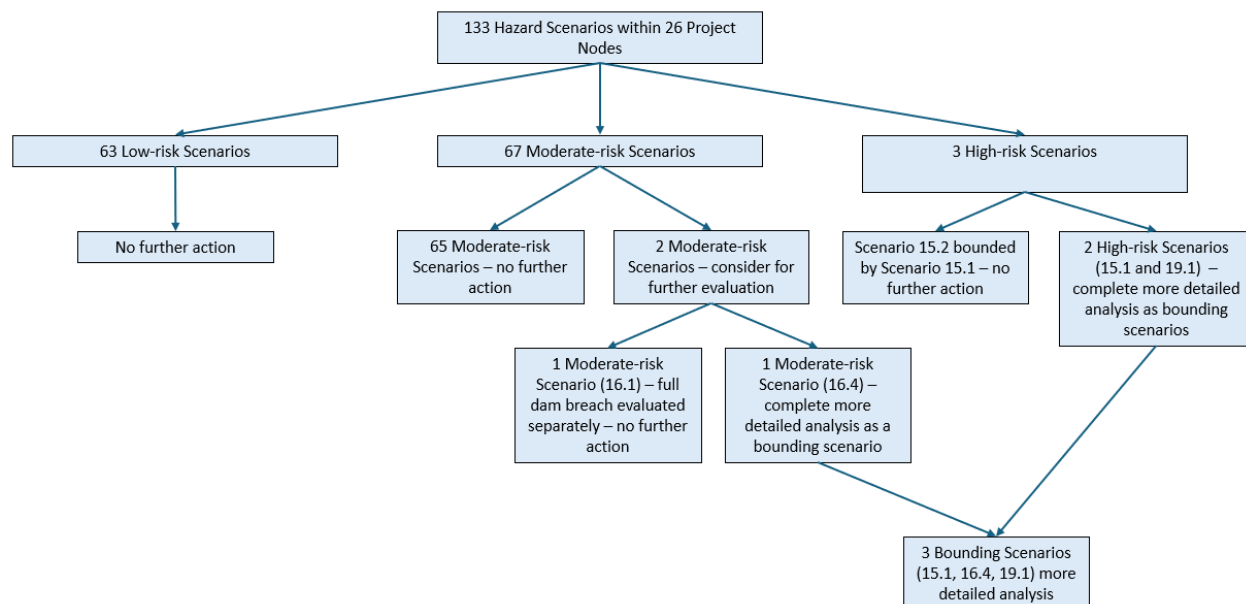 133 Hazard Scenarios within 26 Project
Nodes
63 Low-risk Scenarios
67 Moderate-risk Scenarios
3 High-risk Scenarios
No further action
65 Moderate-risk
Scenarios – no further
action
2 Moderate-risk
Scenarios – consider for
further evaluation
Scenario 15.2 bounded
by Scenario 15.1 – no
further action
2 High-risk Scenarios
(15.1 and 19.1) –
complete more detailed
analysis as bounding
scenarios
1 Moderate-risk
Scenario (16.1) – full
dam breach evaluated
separately – no further
action
1 Moderate-risk
Scenario (16.4) –
complete more
detailed analysis as a
bounding scenario
3 Bounding Scenarios
(15.1, 16.4, 19.1) more
detailed analysis